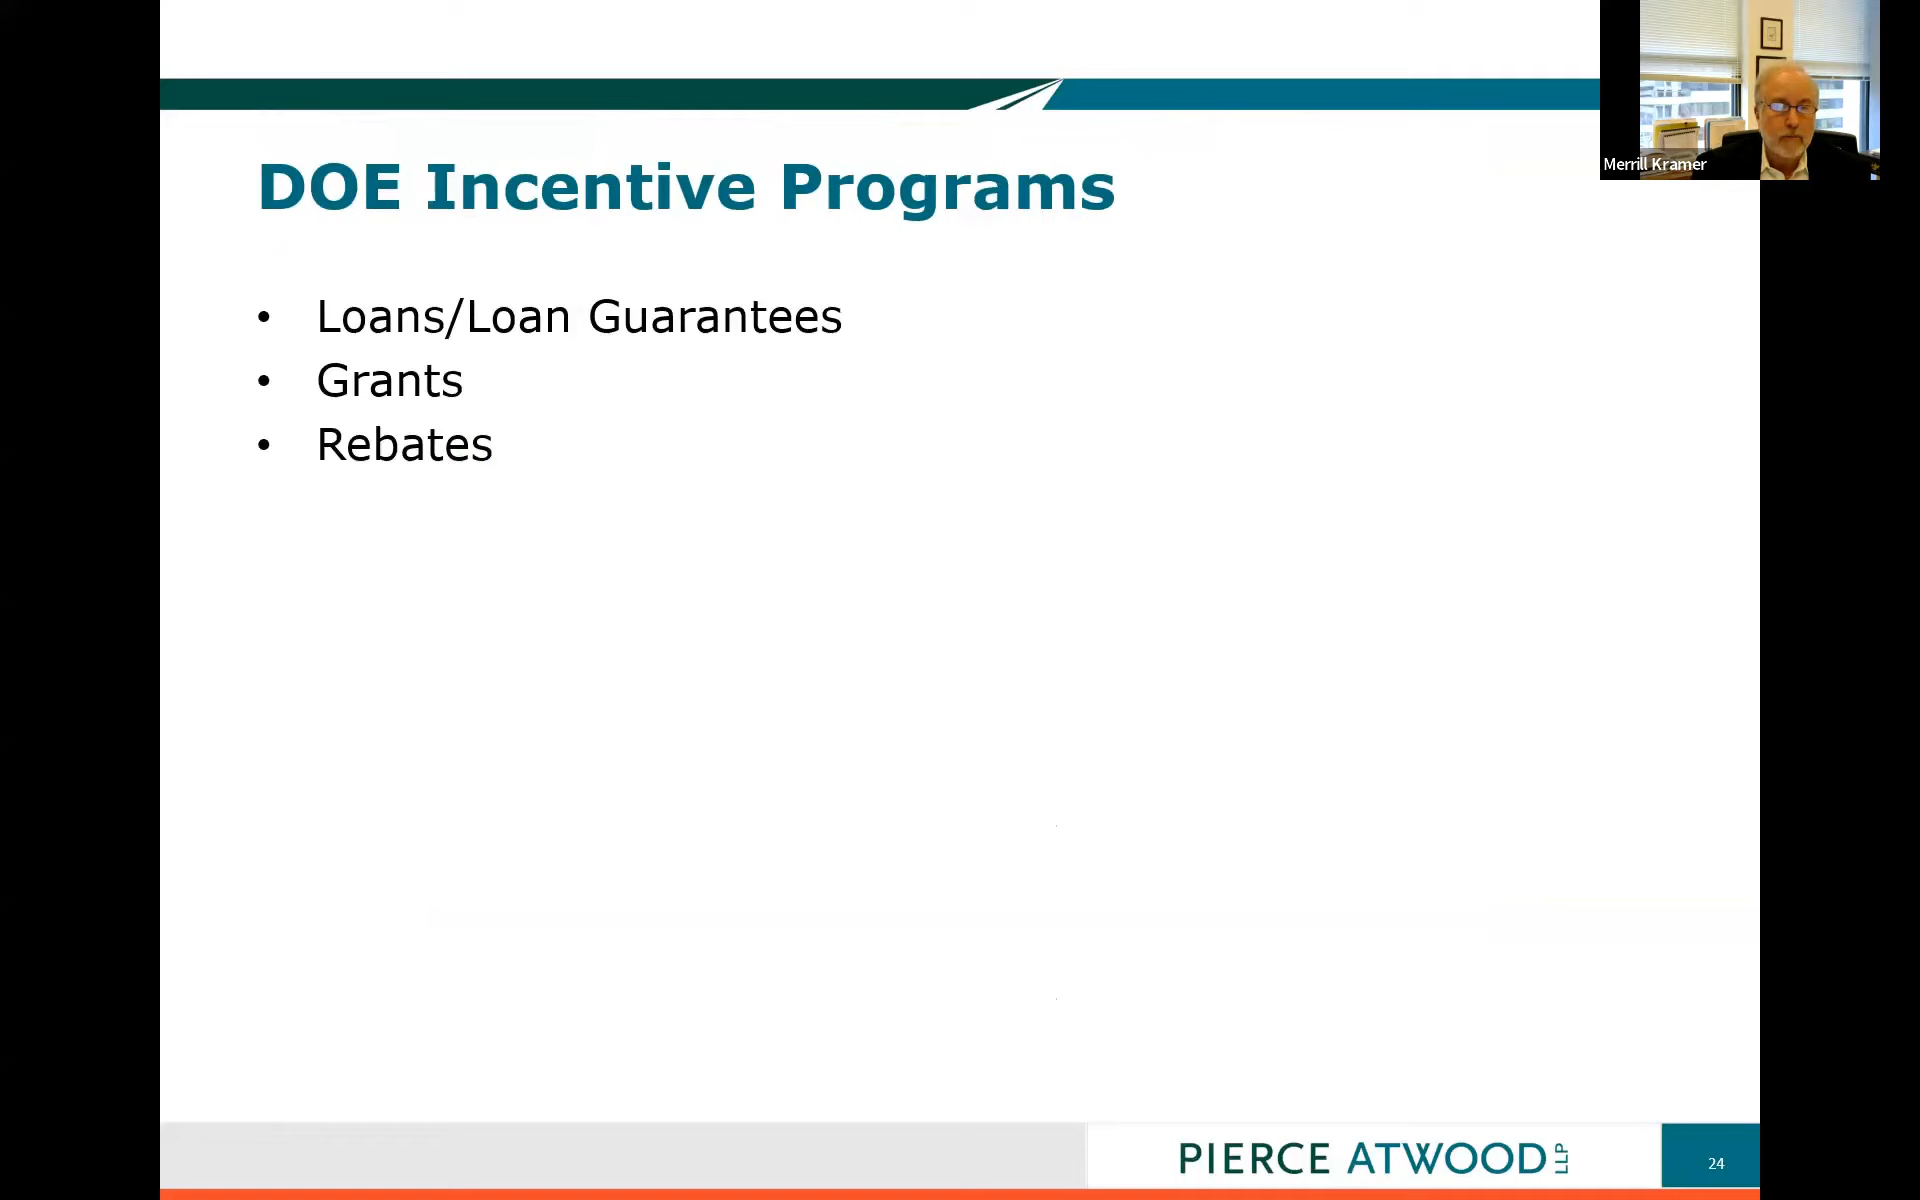 Merrill Kramer
DOE Incentive Programs
• Loans/Loan Guarantees
• Grants
• Rebates
PIERCE ATWOOD LLP
24